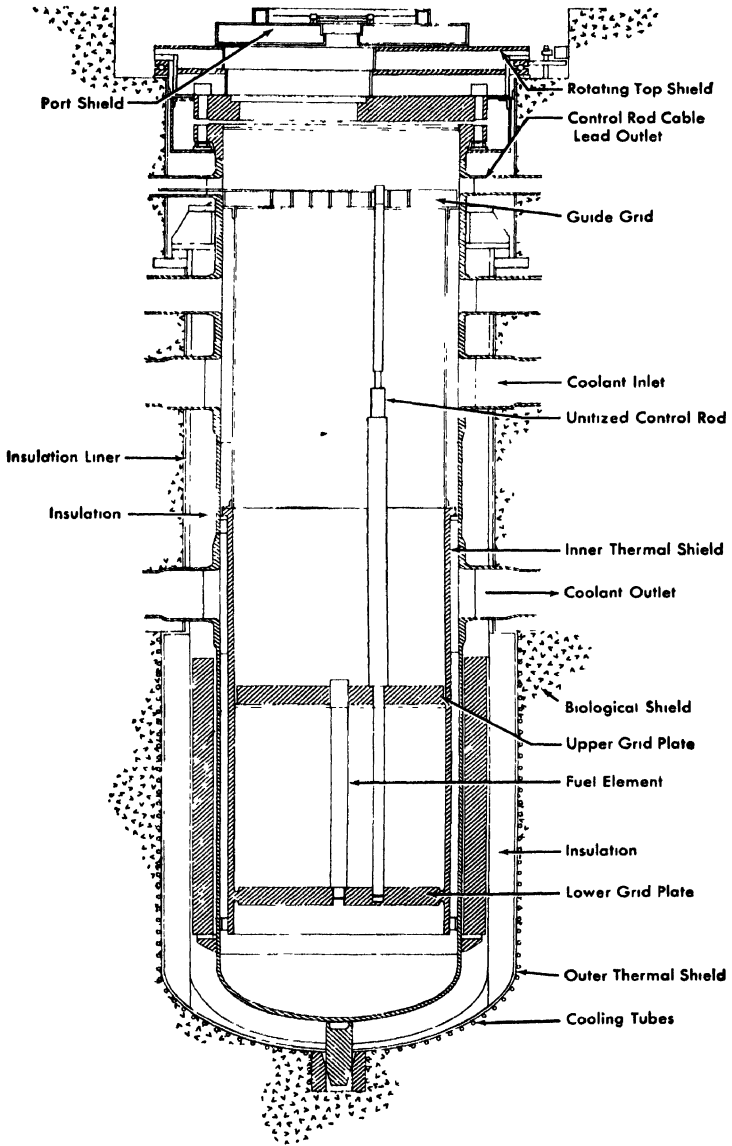 Port Shield
Rotating Top Shield
Control Rod Cable
Lead Outlet
Guide Grid
Coolant Inlet
Unitized Control Rod
Insulation Liner
Insulation
Inner Thermal Shield
Coolant Outlet
Biological Shield
Upper Grid Plate
Fuel Element
Insulation
Lower Grid Plate
Outer Thermal Shield
Cooling Tubes